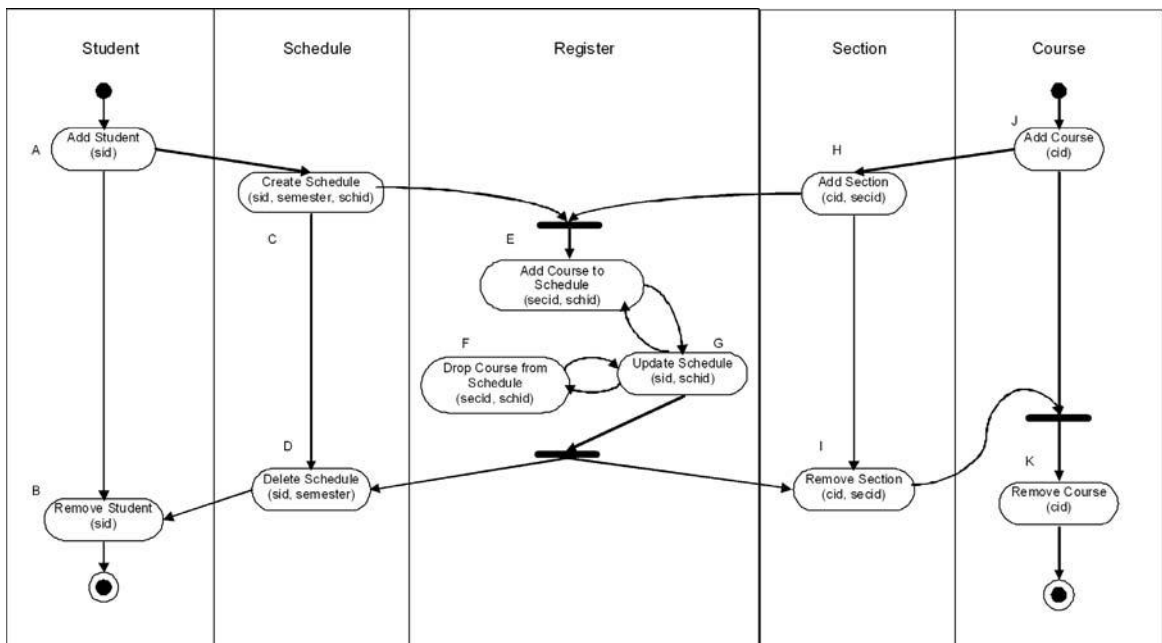 Student
Schedule
Register
Section
Course
A
Add Student
(sid)
J
Add Course
(cid)
H
Create Schedule
(sid, semester, schid)
Add Section
(cid, secid)
C
E
Add Course to
Schedule
(secid, schid)
F
G
Drop Course from
Schedule
(secid, schid)
Update Schedule
(sid, schid)
D
Delete Schedule
(sid, semester)
I
Remove Section
(cid, secid)
K
Remove Course
(cid)
B
Remove Student
(sid)